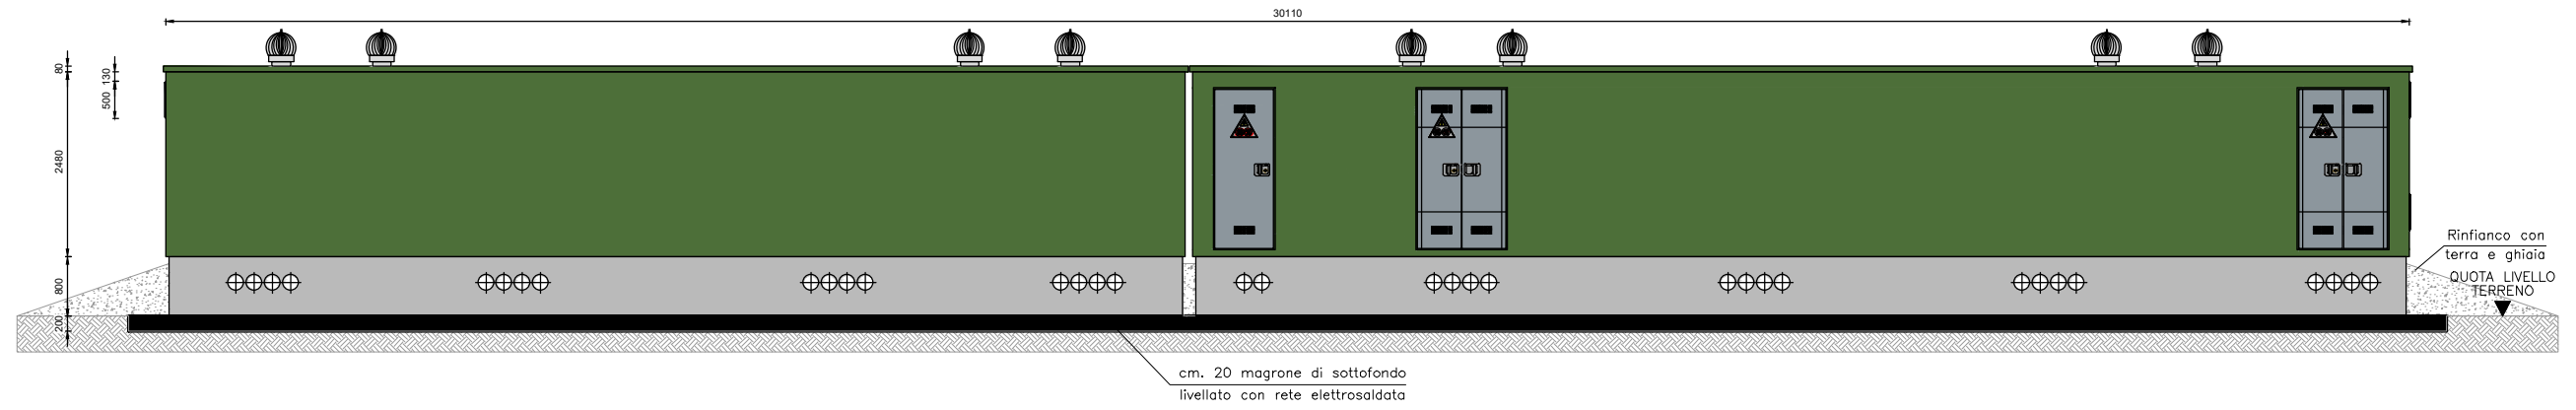 30110
80
130
500
2480
800
200
Rinfianco con
terra e ghiaia
QUOTA LIVELLO
TERRENO
cm. 20 magrone di sottofondo
livellato con rete elettrosaldata